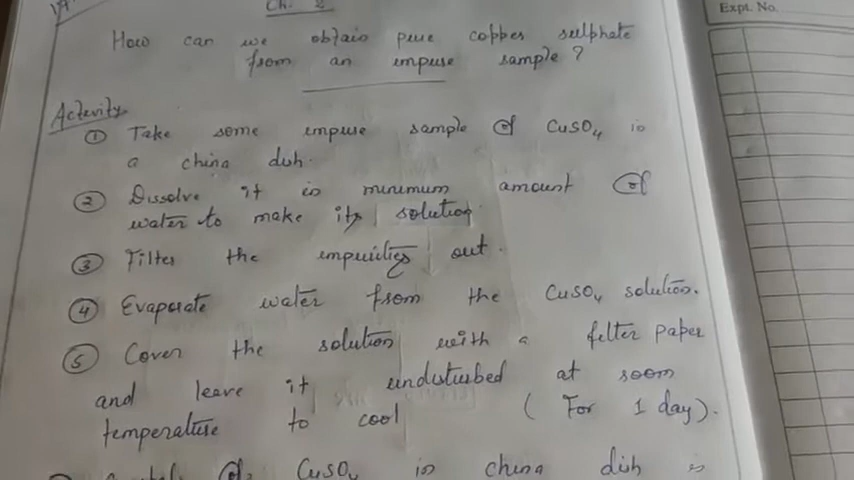 Ch. 2
Expt. No.
How can we obtain pure copper sulphate
from an impure sample ?
Activity
① Take some impure sample of CuSO4 in
a china dish.
② Dissolve it in minimum amount of
water to make its solution.
③ Filter the impurities out.
④ Evaporate water from the CuSO4 solution.
⑤ Cover the solution with a filter paper
and leave it undisturbed at room
temperature to cool (For 1 day).
of CuSO4 in china dish